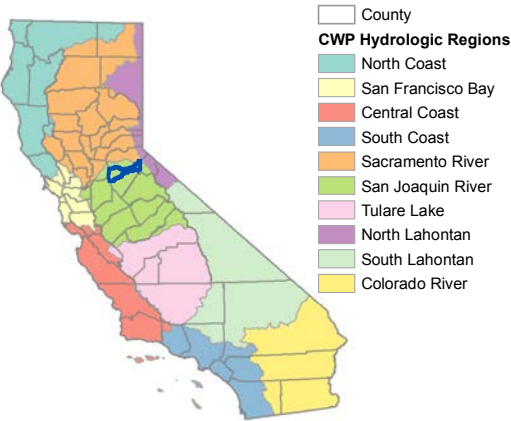 County
CWP Hydrologic Regions
North Coast
San Francisco Bay
Central Coast
South Coast
Sacramento River
San Joaquin River
Tulare Lake
North Lahontan
South Lahontan
Colorado River